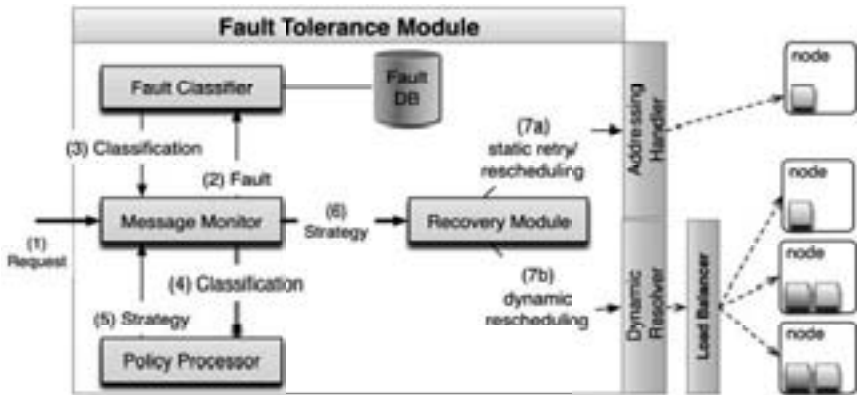 Fault Tolerance Module
Fault Classifier
Fault
DB
(3) Classification
(2) Fault
(1)
Request
Message Monitor
(6)
Strategy
Recovery Module
(4) Classification
(5) Strategy
Policy Processor
(7a)
static retry/
rescheduling
(7b)
dynamic
rescheduling
Addressing
Handler
Dynamic
Resolver
Load Balancer
node
node
node
node